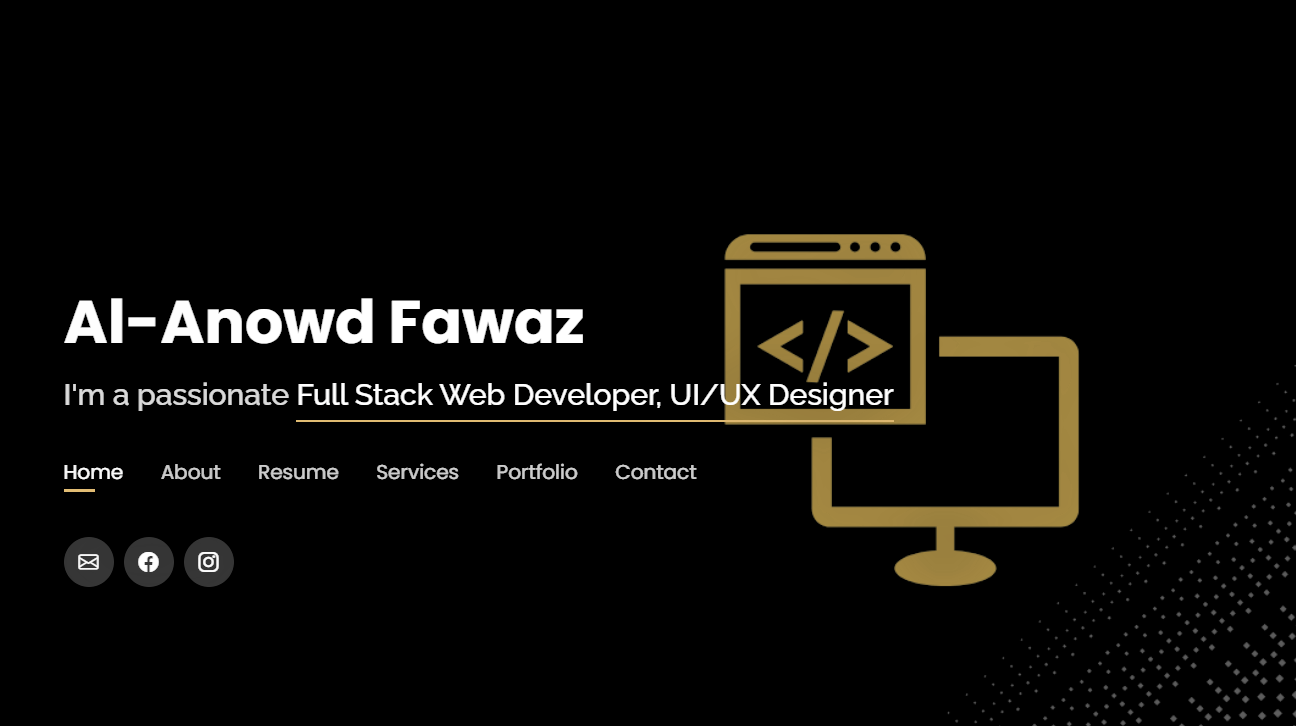 Al-Anowd Fawaz
I'm a passionate Full Stack Web Developer, UI/UX Designer
Home About Resume Services Portfolio Contact